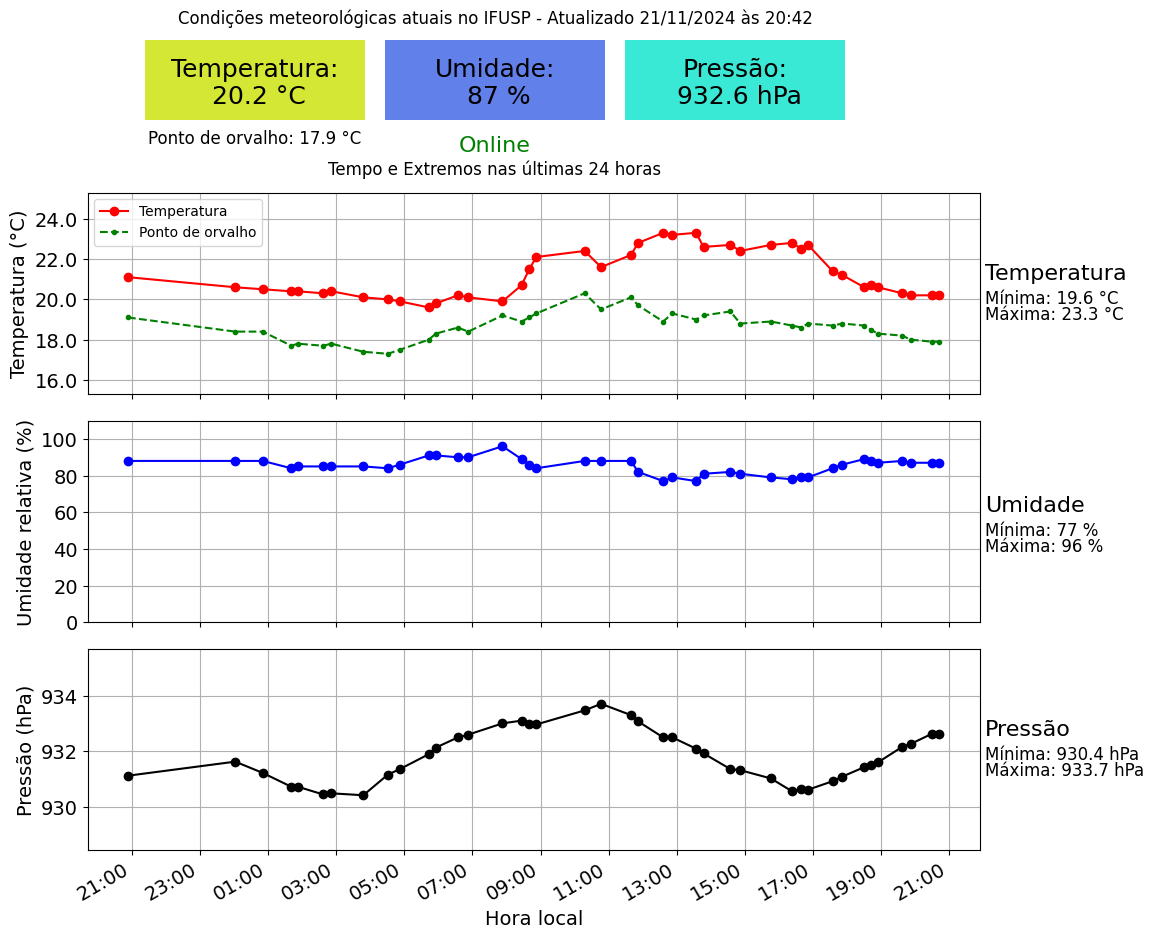 Condições meteorológicas atuais no IFUSP - Atualizado 21/11/2024 às 20:42
Temperatura:
20.2 °C
Umidade:
87 %
Pressão:
932.6 hPa
Ponto de orvalho: 17.9 °C
Online
Tempo e Extremos nas últimas 24 horas
Temperatura (°C)
24.0
22.0
20.0
18.0
16.0
Temperatura
Ponto de orvalho
Temperatura
Mínima: 19.6 °C
Máxima: 23.3 °C
Umidade relativa (%)
100
80
60
40
20
0
Umidade
Mínima: 77 %
Máxima: 96 %
Pressão (hPa)
934
932
930
Pressão
Mínima: 930.4 hPa
Máxima: 933.7 hPa
21:00 23:00 01:00 03:00 05:00 07:00 09:00 11:00 13:00 15:00 17:00 19:00 21:00
Hora local